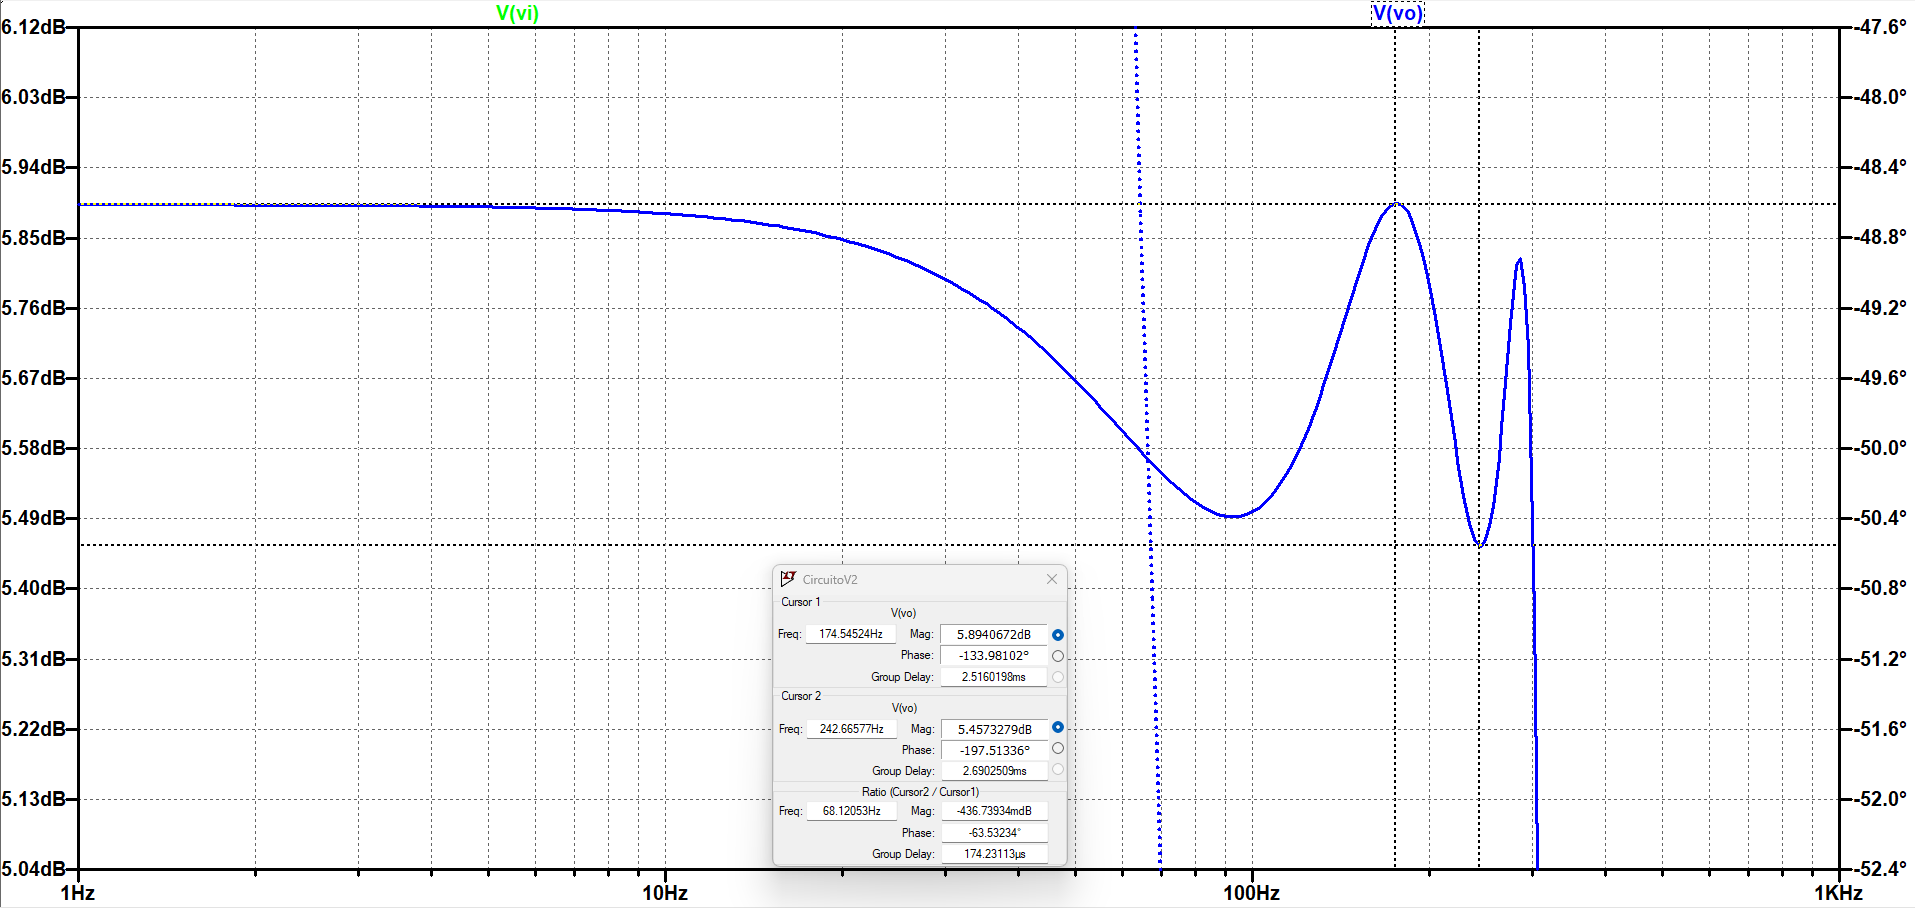 V(vi) V(vo)
6.12dB -47.6°
6.03dB -48.0°
5.94dB -48.4°
5.85dB -48.8°
5.76dB -49.2°
5.67dB -49.6°
5.58dB -50.0°
5.49dB -50.4°
5.40dB -50.8°
5.31dB -51.2°
5.22dB -51.6°
5.13dB -52.0°
5.04dB -52.4°
1Hz 10Hz 100Hz 1KHz
CircuitoV2
Cursor 1
V(vo)
Freq: 174.54524Hz Mag: 5.8940672dB
Phase: -133.98102°
Group Delay: 2.5160198ms
Cursor 2
V(vo)
Freq: 242.66577Hz Mag: 5.4573279dB
Phase: -197.51336°
Group Delay: 2.6902509ms
Ratio (Cursor2 / Cursor1)
Freq: 68.12053Hz Mag: -436.73934mdB
Phase: -63.53234°
Group Delay: 174.23113µs